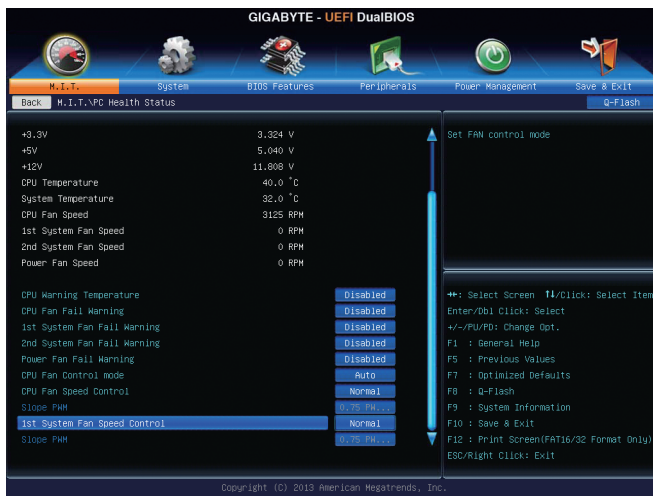 GIGABYTE - UEFI DualBIOS
M.I.T. System BIOS Features Peripherals Power Management Save & Exit
Back M.I.T.\PC Health Status Q-Flash
+3.3V 3.324 V
+5V 5.040 V
+12V 11.808 V
CPU Temperature 40.0 °C
System Temperature 32.0 °C
CPU Fan Speed 3125 RPM
1st System Fan Speed 0 RPM
2nd System Fan Speed 0 RPM
Power Fan Speed 0 RPM
CPU Warning Temperature Disabled
CPU Fan Fail Warning Disabled
1st System Fan Fail Warning Disabled
2nd System Fan Fail Warning Disabled
Power Fan Fail Warning Disabled
CPU Fan Control mode Auto
CPU Fan Speed Control Normal
Slope PWM 0.75 PW...
1st System Fan Speed Control Normal
Slope PWM 0.75 PW...
Set FAN control mode
→←: Select Screen ↑↓/Click: Select Item
Enter/Dbl Click: Select
+/-/PU/PD: Change Opt.
F1 : General Help
F5 : Previous Values
F7 : Optimized Defaults
F8 : Q-Flash
F9 : System Information
F10 : Save & Exit
F12 : Print Screen(FAT16/32 Format Only)
ESC/Right Click: Exit
Copyright (C) 2013 American Megatrends, Inc.